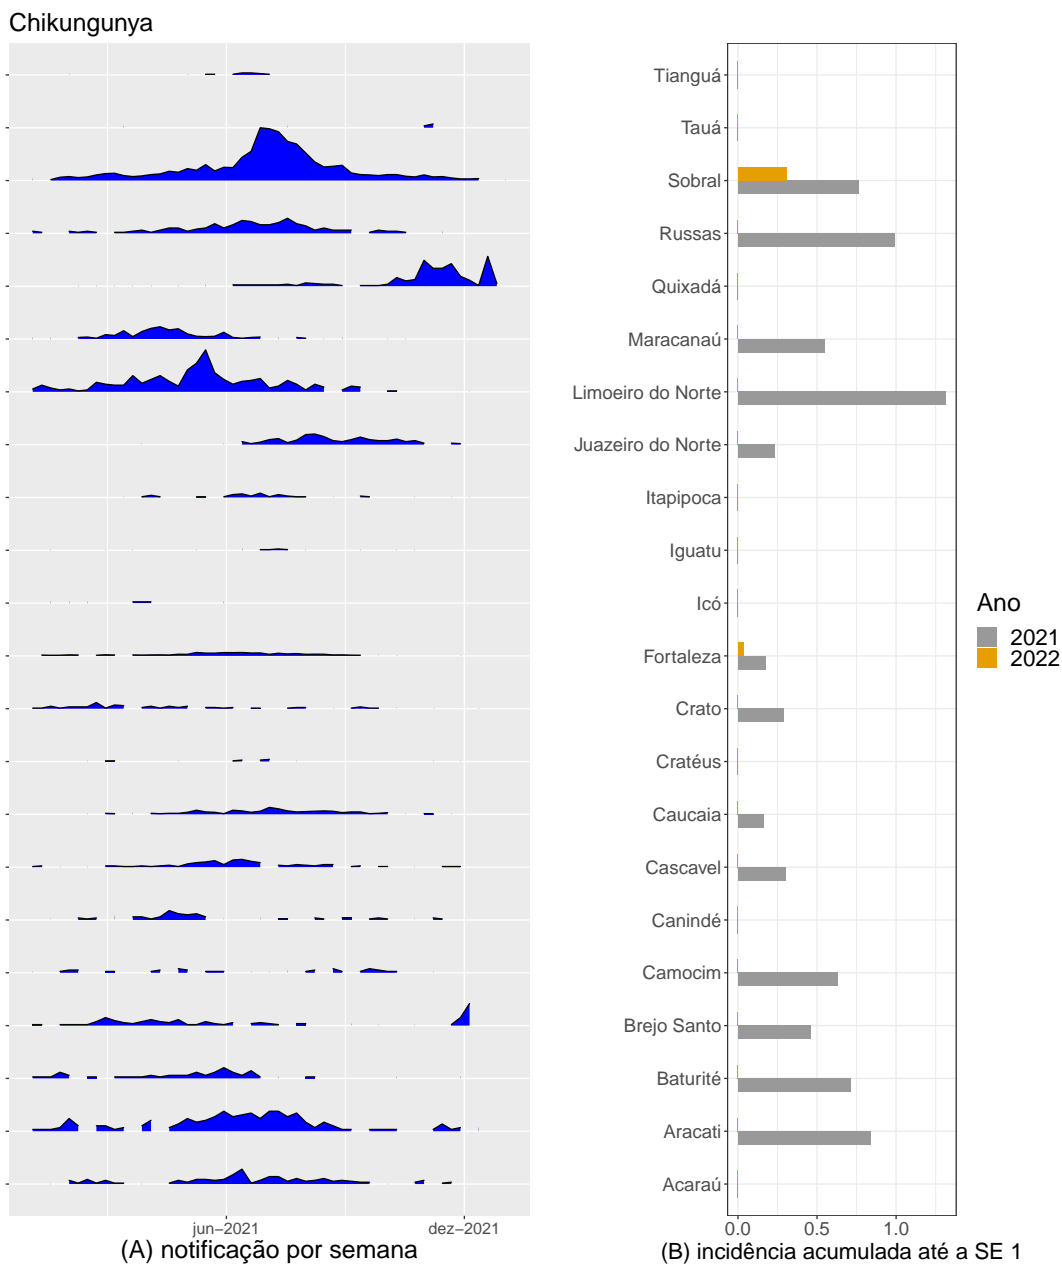 Chikungunya
Tianguá
Tauá
Sobral
Russas
Quixadá
Maracanaú
Limoeiro do Norte
Juazeiro do Norte
Itapipoca
Iguatu
Icó
Fortaleza
Crato
Cratéus
Caucaia
Cascavel
Canindé
Camocim
Brejo Santo
Baturité
Aracati
Acaraú
Ano
2021
2022
jun−2021
dez−2021
(A) notificação por semana
0.0
0.5
1.0
(B) incidência acumulada até a SE 1